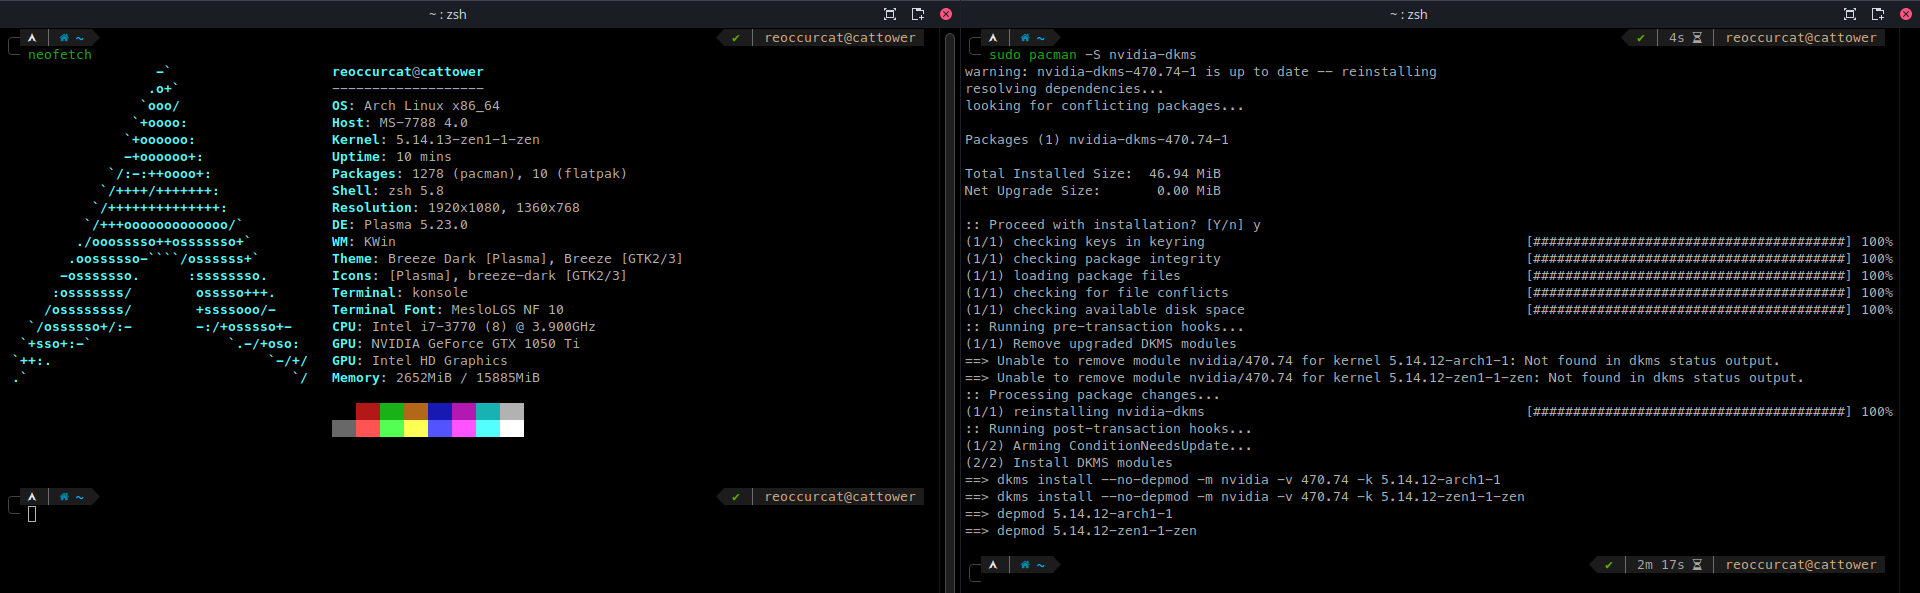 ~ : zsh
~
✔ reoccurcat@cattower
neofetch
-`
.o+`
`ooo/
`+oooo:
`+oooooo:
-+oooooo+:
`/:-:++oooo+:
`/++++/+++++++:
`/++++++++++++++:
`/+++ooooooooooooo/`
./ooosssso++osssssso+`
.oossssso-````/ossssss+`
-osssssso.      :ssssssso.
:osssssss/        osssso+++.
/ossssssss/        +ssssooo/-
`/ossssso+/:-        -:/+osssso+-
`+sso+:-`                 `.-/+oso:
`++:.                           `-/+/
.`                                 `/
reoccurcat@cattower
-------------------
OS: Arch Linux x86_64
Host: MS-7788 4.0
Kernel: 5.14.13-zen1-1-zen
Uptime: 10 mins
Packages: 1278 (pacman), 10 (flatpak)
Shell: zsh 5.8
Resolution: 1920x1080, 1360x768
DE: Plasma 5.23.0
WM: KWin
Theme: Breeze Dark [Plasma], Breeze [GTK2/3]
Icons: [Plasma], breeze-dark [GTK2/3]
Terminal: konsole
Terminal Font: MesloLGS NF 10
CPU: Intel i7-3770 (8) @ 3.900GHz
GPU: NVIDIA GeForce GTX 1050 Ti
GPU: Intel HD Graphics
Memory: 2652MiB / 15885MiB
~
✔ reoccurcat@cattower
~ : zsh
~
✔ 4s reoccurcat@cattower
sudo pacman -S nvidia-dkms
warning: nvidia-dkms-470.74-1 is up to date -- reinstalling
resolving dependencies...
looking for conflicting packages...
Packages (1) nvidia-dkms-470.74-1
Total Installed Size:  46.94 MiB
Net Upgrade Size:       0.00 MiB
:: Proceed with installation? [Y/n] y
(1/1) checking keys in keyring [#######################################] 100%
(1/1) checking package integrity [#######################################] 100%
(1/1) loading package files [#######################################] 100%
(1/1) checking for file conflicts [#######################################] 100%
(1/1) checking available disk space [#######################################] 100%
:: Running pre-transaction hooks...
(1/1) Remove upgraded DKMS modules
==> Unable to remove module nvidia/470.74 for kernel 5.14.12-arch1-1: Not found in dkms status output.
==> Unable to remove module nvidia/470.74 for kernel 5.14.12-zen1-1-zen: Not found in dkms status output.
:: Processing package changes...
(1/1) reinstalling nvidia-dkms [#######################################] 100%
:: Running post-transaction hooks...
(1/2) Arming ConditionNeedsUpdate...
(2/2) Install DKMS modules
==> dkms install --no-depmod -m nvidia -v 470.74 -k 5.14.12-arch1-1
==> dkms install --no-depmod -m nvidia -v 470.74 -k 5.14.12-zen1-1-zen
==> depmod 5.14.12-arch1-1
==> depmod 5.14.12-zen1-1-zen
~
✔ 2m 17s reoccurcat@cattower